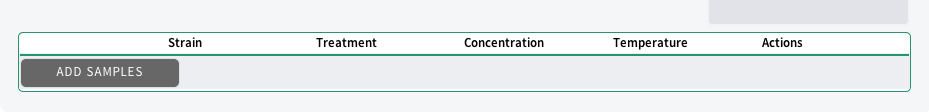 Strain Treatment Concentration Temperature Actions
ADD SAMPLES